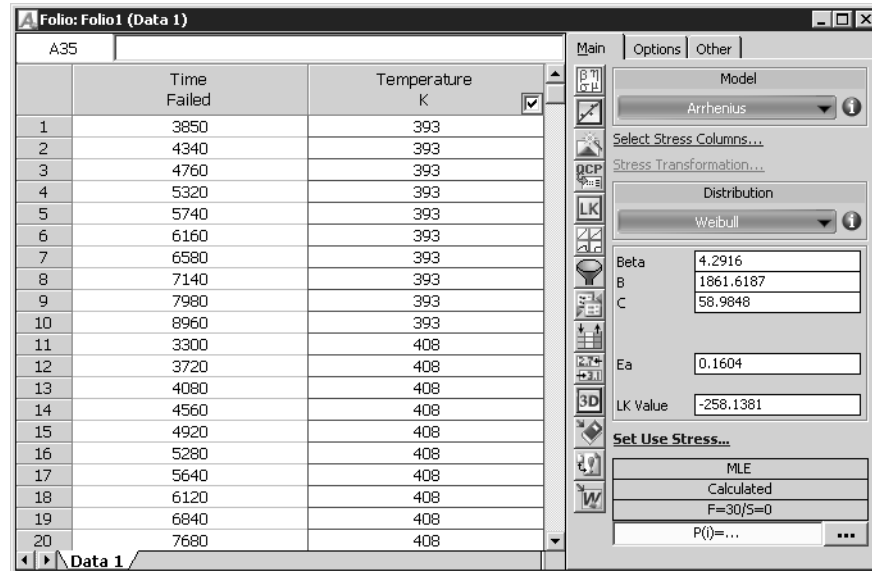 Folio: Folio1 (Data 1)
A35
Time Failed Temperature K
1 3850 393
2 4340 393
3 4760 393
4 5320 393
5 5740 393
6 6160 393
7 6580 393
8 7140 393
9 7980 393
10 8960 393
11 3300 408
12 3720 408
13 4080 408
14 4560 408
15 4920 408
16 5280 408
17 5640 408
18 6120 408
19 6840 408
20 7680 408
Data 1
Main Options Other
β η
σ μ
QCP
LK
3D
W
Model
Arrhenius
Select Stress Columns...
Stress Transformation...
Distribution
Weibull
Beta 4.2916
B 1861.6187
C 58.9848
Ea 0.1604
LK Value -258.1381
Set Use Stress...
MLE
Calculated
F=30/S=0
P(i)=... ...